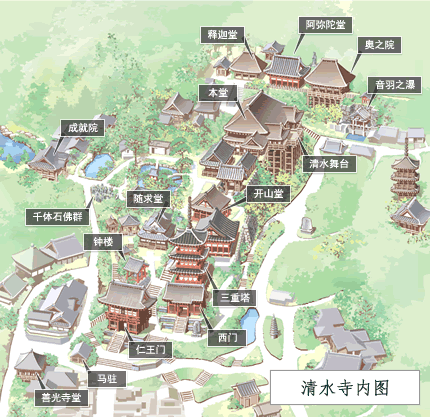 释迦堂
阿弥陀堂
奥之院
音羽之瀑
本堂
成就院
清水舞台
随求堂
开山堂
千体石佛群
钟楼
三重塔
西门
仁王门
马驻
善光寺堂
清水寺内图